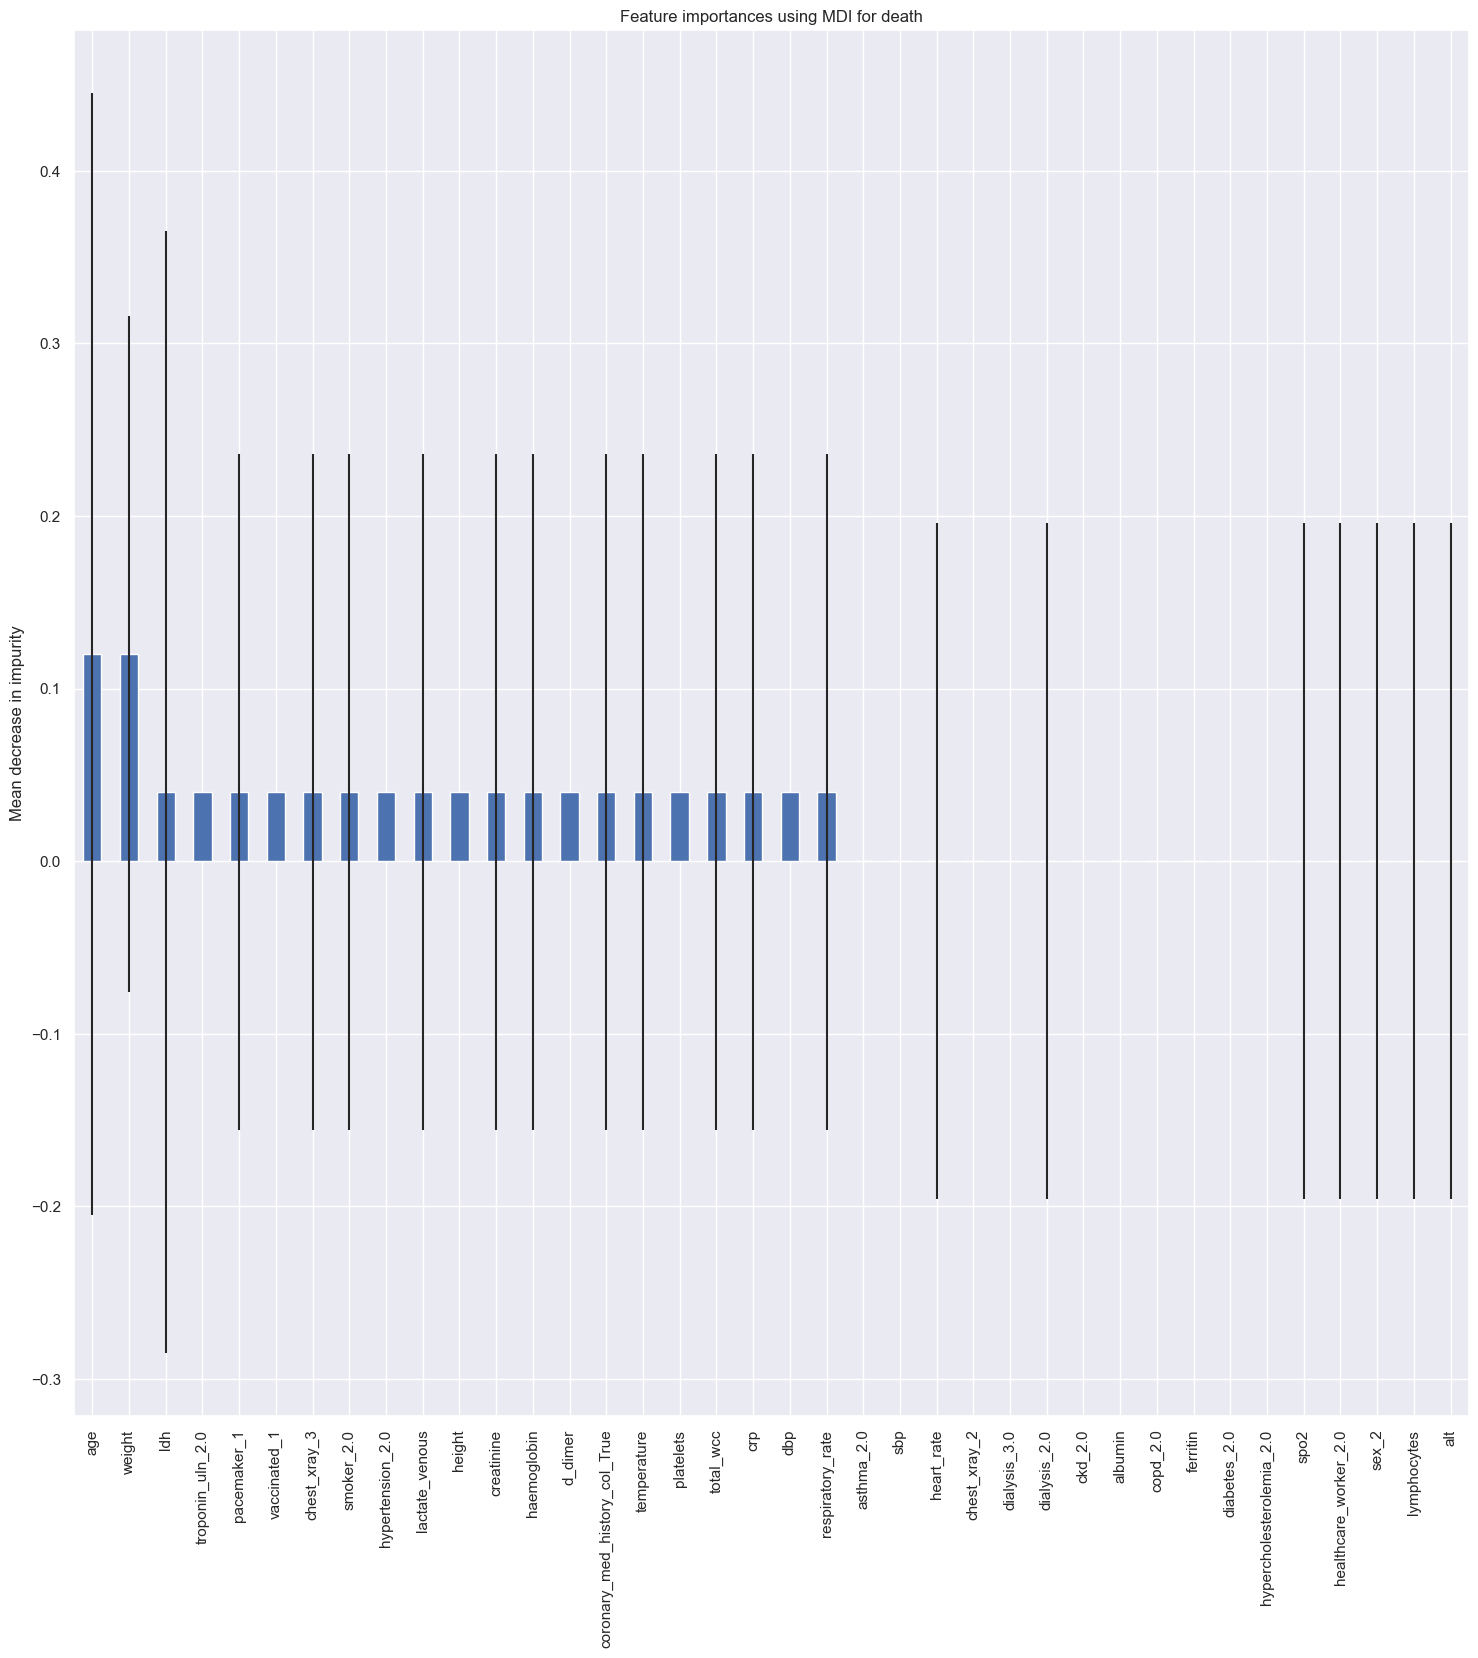 Feature importances using MDI for death
Mean decrease in impurity
0.4
0.3
0.2
0.1
0.0
−0.1
−0.2
−0.3
age
weight
ldh
troponin_uln_2.0
pacemaker_1
vaccinated_1
chest_xray_3
smoker_2.0
hypertension_2.0
lactate_venous
height
creatinine
haemoglobin
d_dimer
coronary_med_history_col_True
temperature
platelets
total_wcc
crp
dbp
respiratory_rate
asthma_2.0
sbp
heart_rate
chest_xray_2
dialysis_3.0
dialysis_2.0
ckd_2.0
albumin
copd_2.0
ferritin
diabetes_2.0
hypercholesterolemia_2.0
spo2
healthcare_worker_2.0
sex_2
lymphocytes
alt